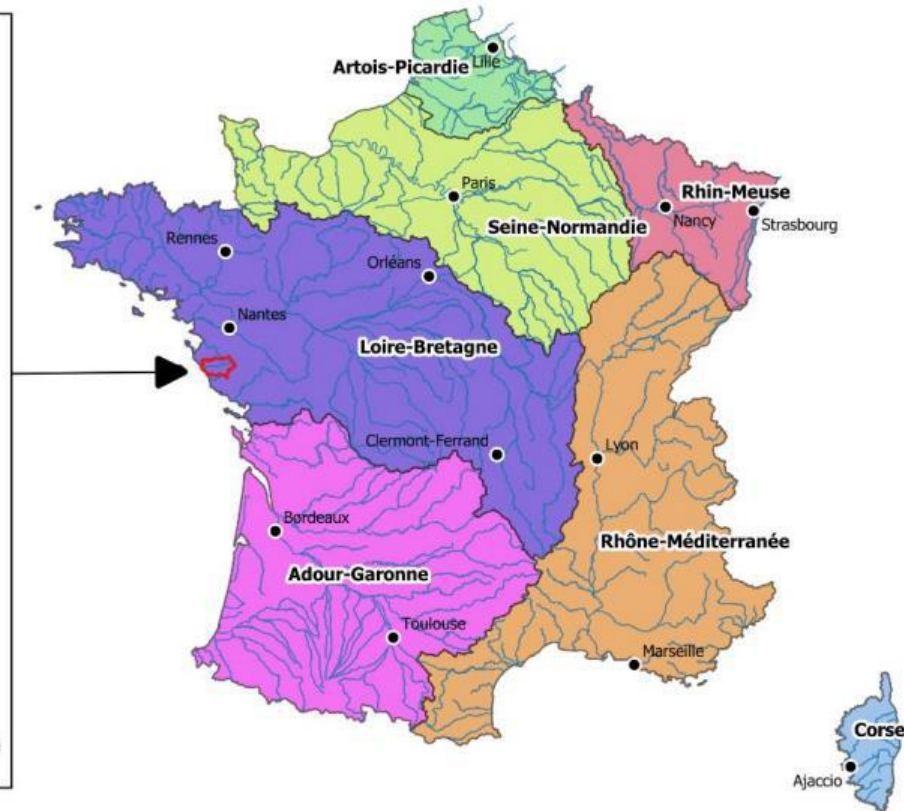 Lille
Artois-Picardie
Paris
Rhin-Meuse
Nancy
Strasbourg
Seine-Normandie
Rennes
Orléans
Nantes
Loire-Bretagne
Clermont-Ferrand
Lyon
Bordeaux
Rhône-Méditerranée
Adour-Garonne
Toulouse
Marseille
Corse
Ajaccio